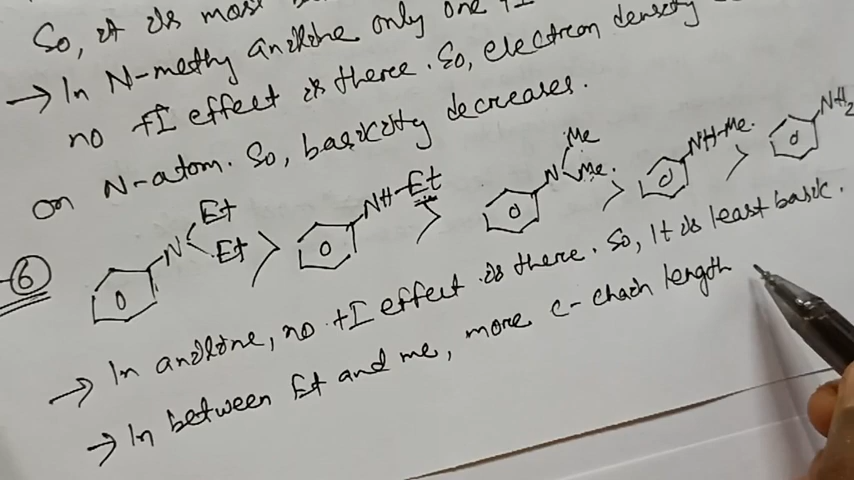 So, it is most
→ In N-methy aniline only one +I
no +I effect is there. So, electron density
on N-atom. So, basicity decreases.
6
N Et Et > NH-Et > N Me Me > NH-Me > NH2
→ In aniline, no +I effect is there. So, It is least basic.
→ In between Et and me, more c-chain length